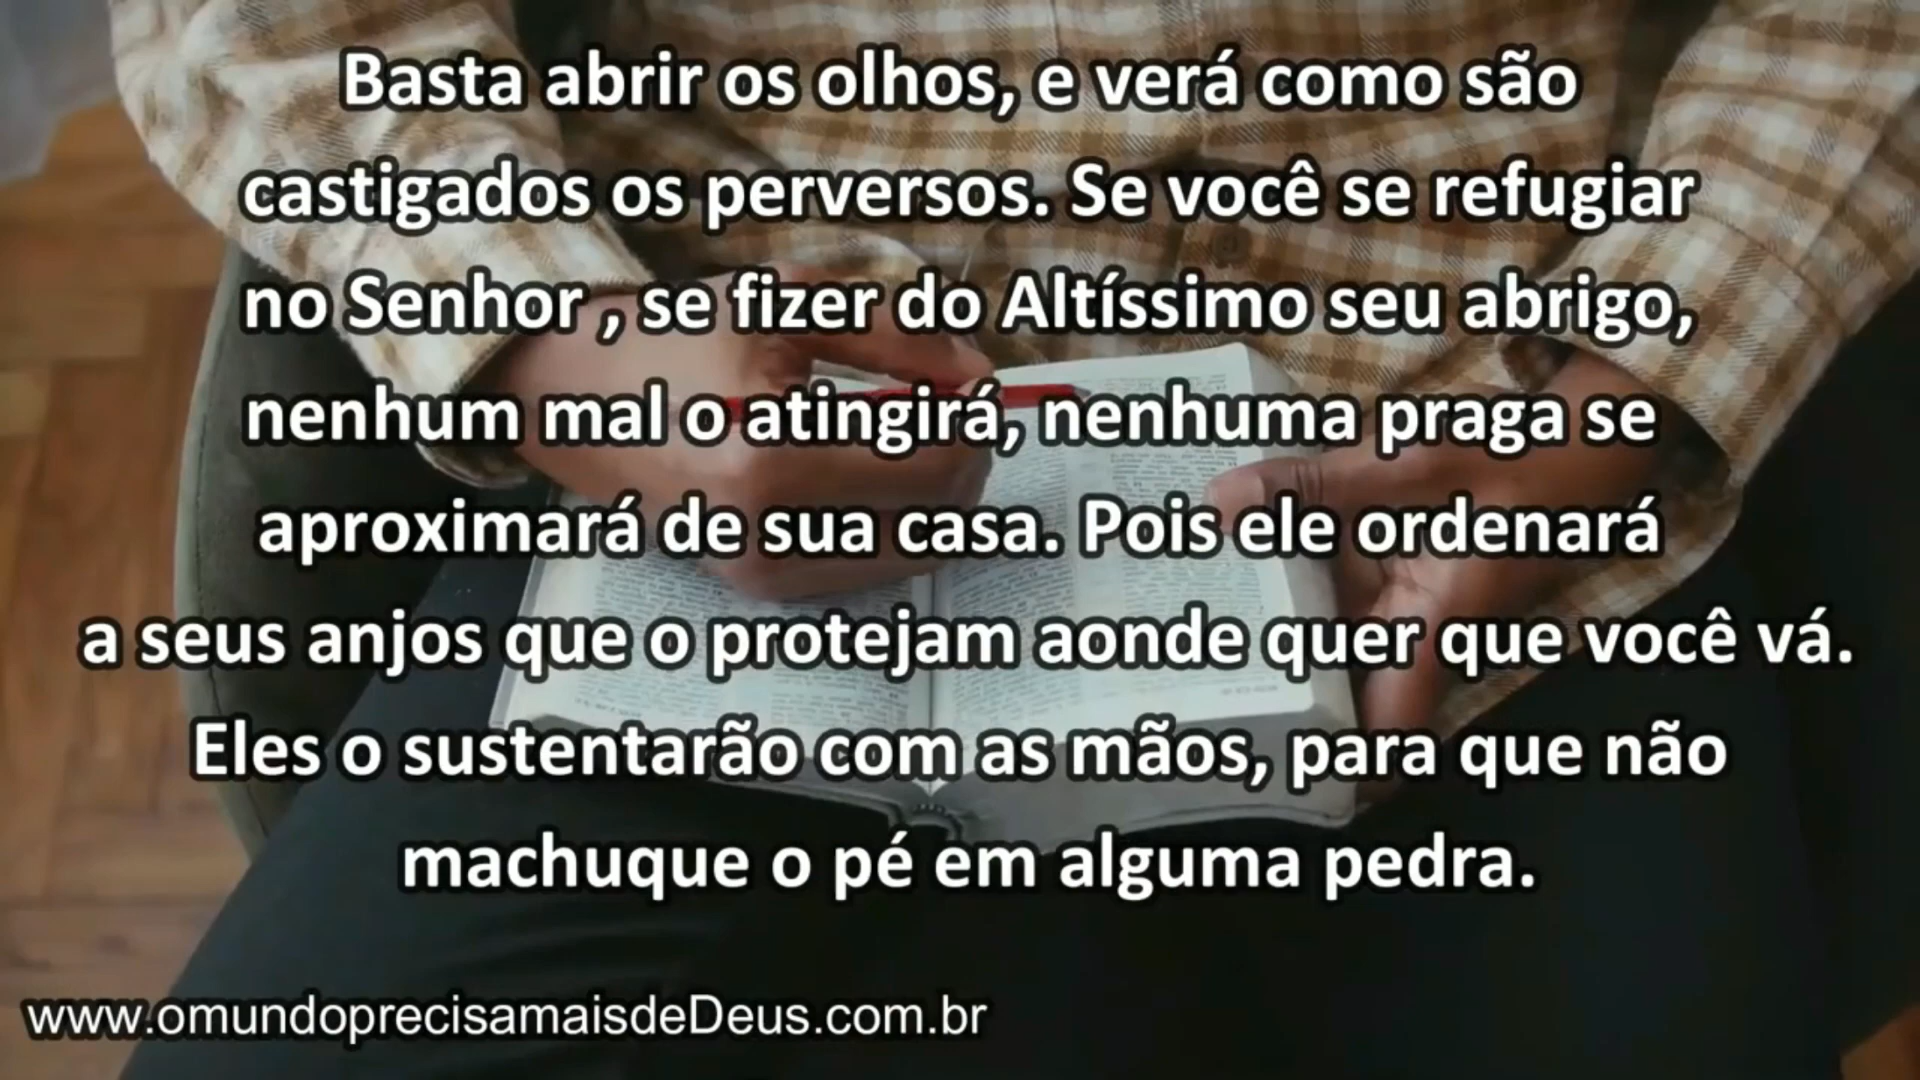 Basta abrir os olhos, e verá como são
castigados os perversos. Se você se refugiar
no Senhor , se fizer do Altíssimo seu abrigo,
nenhum mal o atingirá, nenhuma praga se
aproximará de sua casa. Pois ele ordenará
a seus anjos que o protejam aonde quer que você vá.
Eles o sustentarão com as mãos, para que não
machuque o pé em alguma pedra.
www.omundoprecisamaisdeDeus.com.br